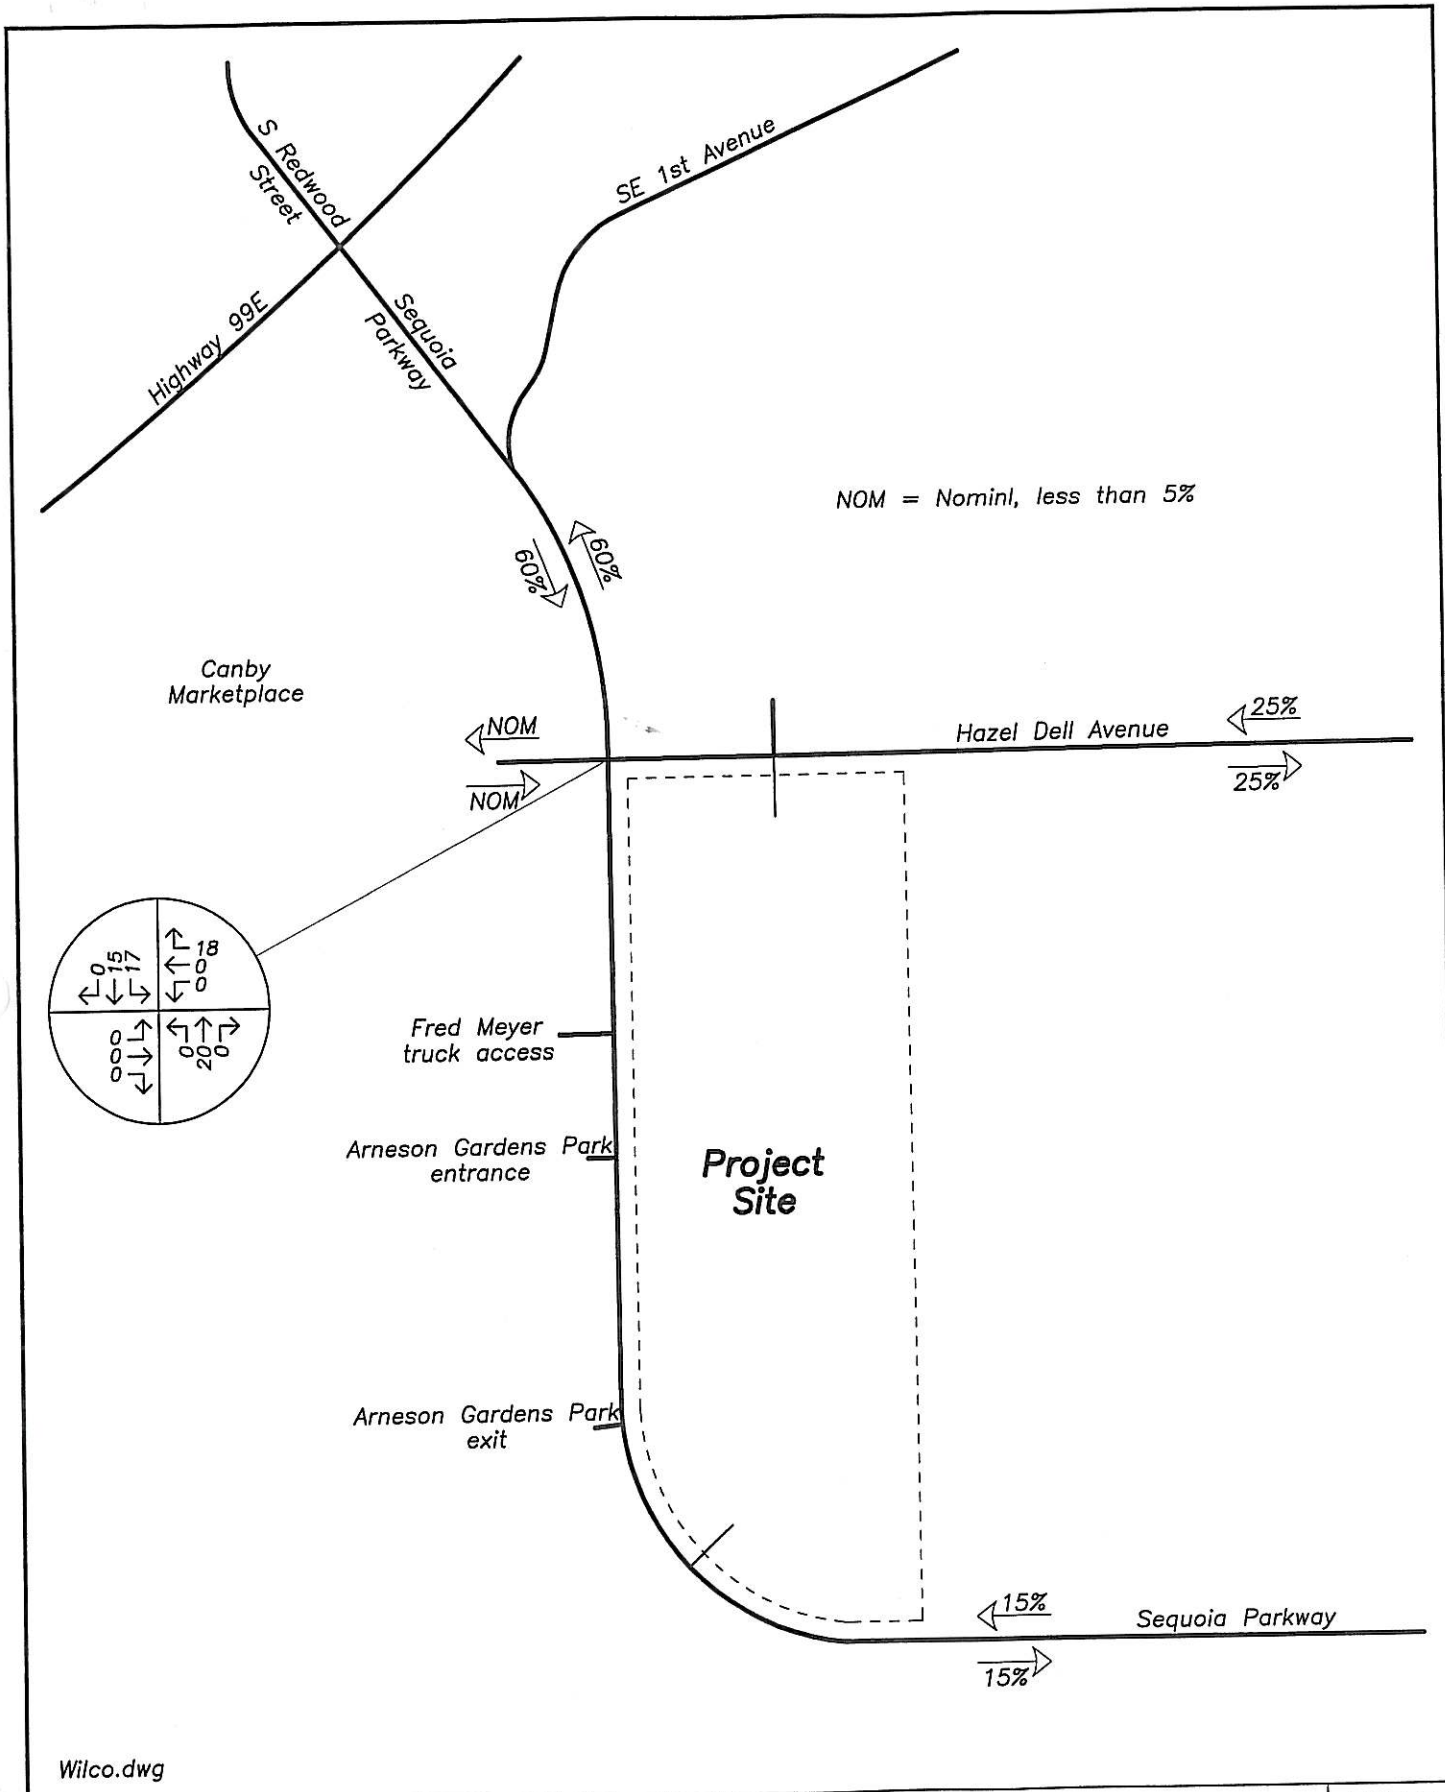 S Redwood
Street
SE 1st Avenue
Highway 99E
Sequoia
Parkway
NOM = Nominl, less than 5%
60%
60%
Canby
Marketplace
NOM
NOM
Hazel Dell Avenue
25%
25%
0
15
17
18
0
0
0
0
0
0
20
0
Fred Meyer
truck access
Arneson Gardens Park
entrance
Project
Site
Arneson Gardens Park
exit
15%
Sequoia Parkway
15%
Wilco.dwg